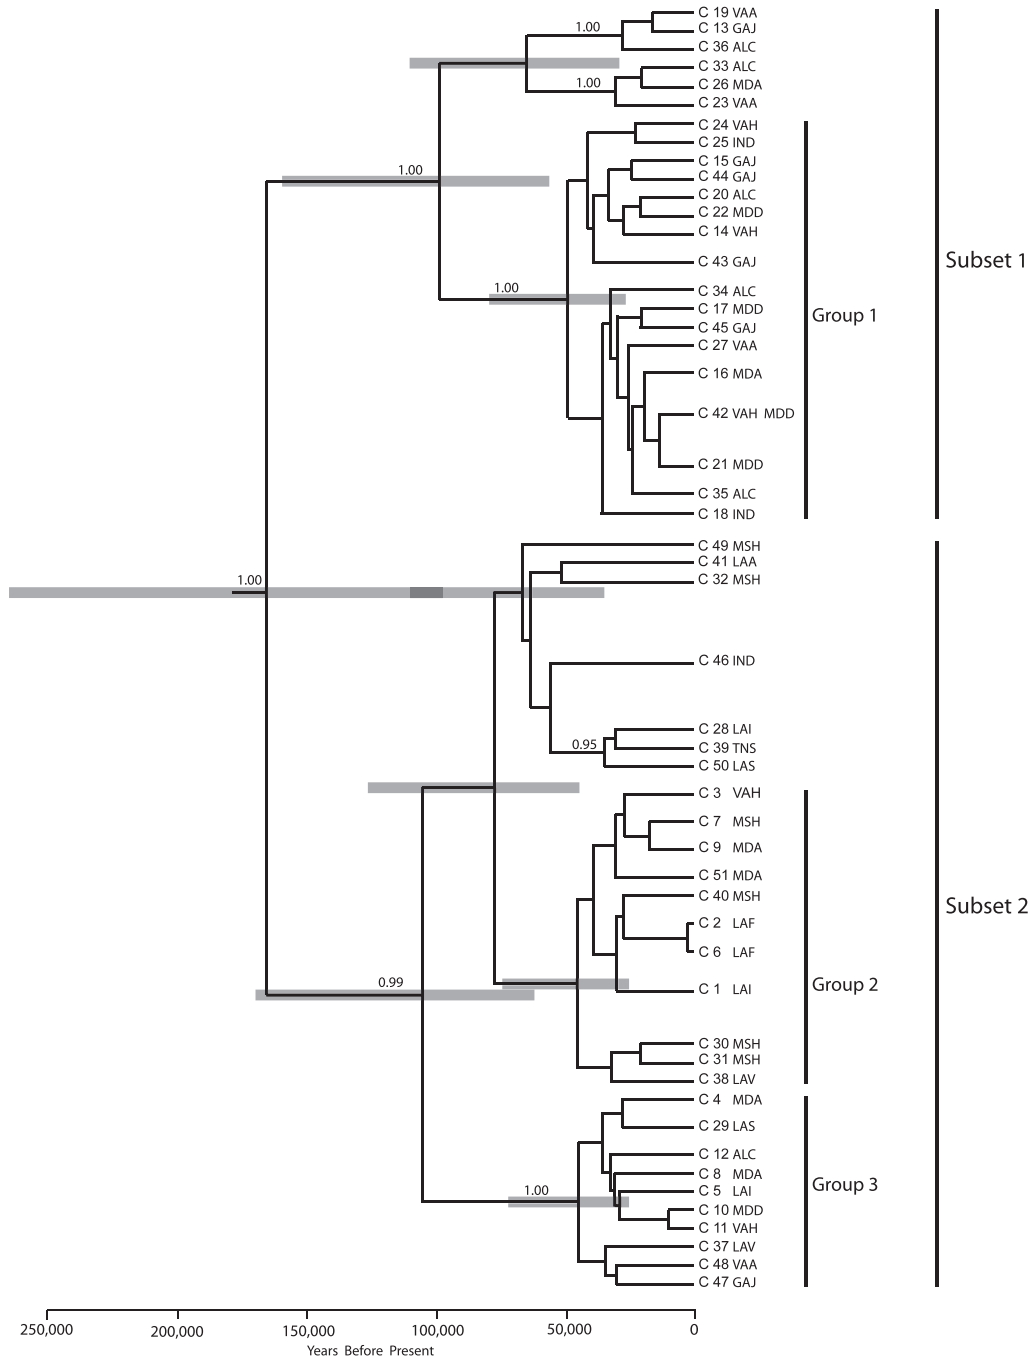 C 19 VAA
C 13 GAJ
1.00
C 36 ALC
C 33 ALC
1.00
C 26 MDA
C 23 VAA
C 24 VAH
C 25 IND
C 15 GAJ
1.00
C 44 GAJ
C 20 ALC
C 22 MDD
C 14 VAH
C 43 GAJ
Subset 1
1.00
C 34 ALC
C 17 MDD
Group 1
C 45 GAJ
C 27 VAA
C 16 MDA
C 42 VAH MDD
C 21 MDD
C 35 ALC
C 18 IND
C 49 MSH
C 41 LAA
1.00
C 32 MSH
C 46 IND
C 28 LAI
0.95
C 39 TNS
C 50 LAS
C 3 VAH
C 7 MSH
C 9 MDA
C 51 MDA
C 40 MSH
Subset 2
C 2 LAF
C 6 LAF
0.99
C 1 LAI
Group 2
C 30 MSH
C 31 MSH
C 38 LAV
C 4 MDA
C 29 LAS
C 12 ALC
C 8 MDA
1.00
C 5 LAI
Group 3
C 10 MDD
C 11 VAH
C 37 LAV
C 48 VAA
C 47 GAJ
250,000 200,000 150,000 100,000 50,000 0
Years Before Present